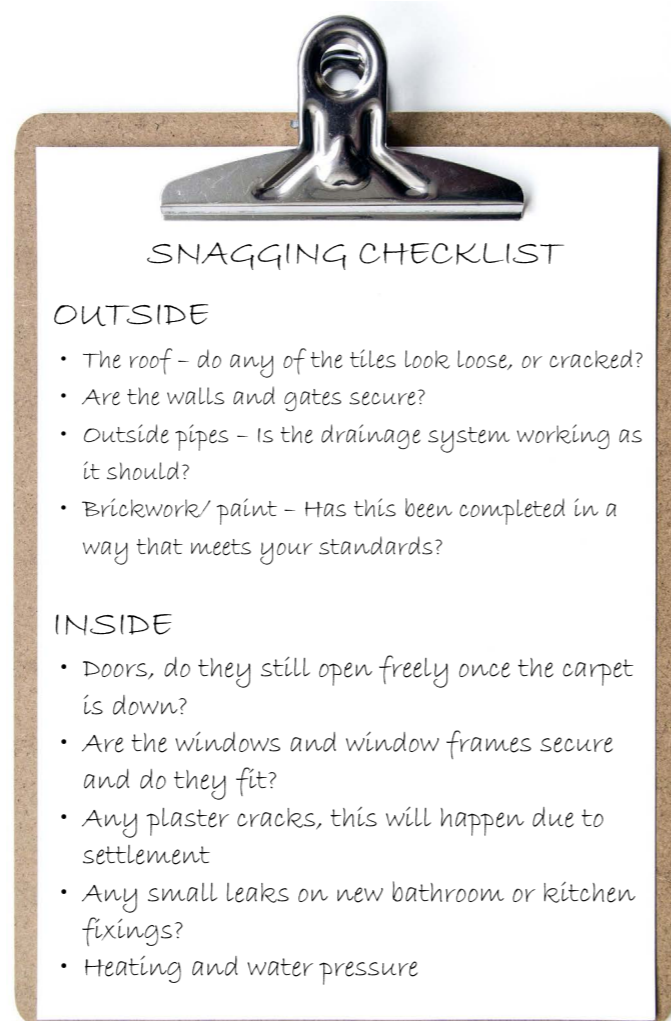 SNAGGING CHECKLIST
OUTSIDE
• The roof – do any of the tiles look loose, or cracked?
• Are the walls and gates secure?
• Outside pipes – Is the drainage system working as
it should?
• Brickwork/ paint – Has this been completed in a
way that meets your standards?
INSIDE
• Doors, do they still open freely once the carpet
is down?
• Are the windows and window frames secure
and do they fit?
• Any plaster cracks, this will happen due to
settlement
• Any small leaks on new bathroom or kitchen
fixings?
• Heating and water pressure